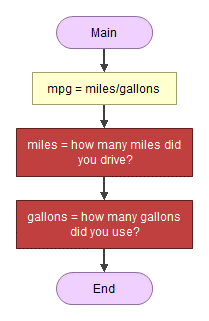 Main
mpg = miles/gallons
miles = how many miles did
you drive?
gallons = how many gallons
did you use?
End